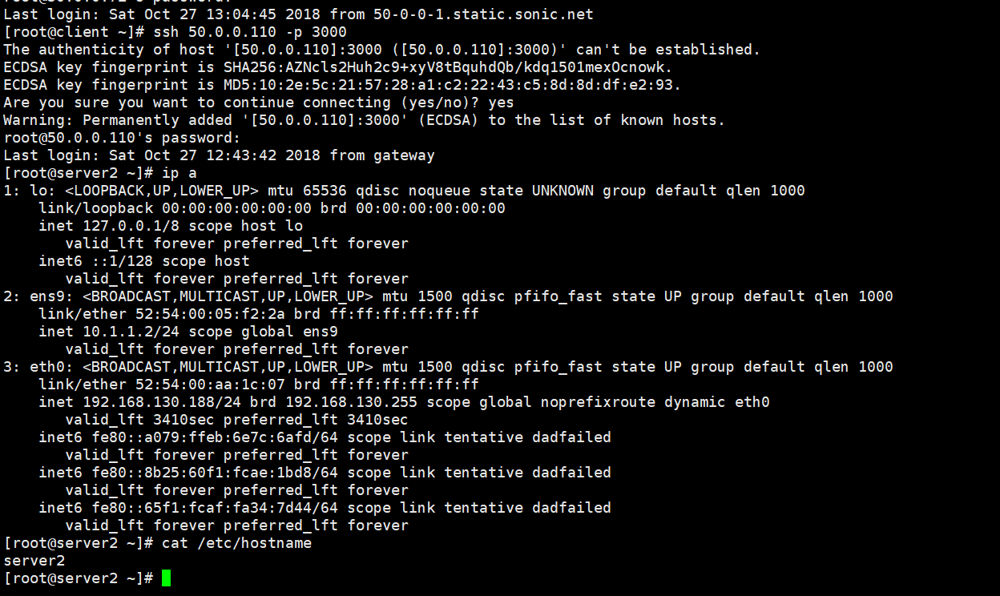 Last login: Sat Oct 27 13:04:45 2018 from 50-0-0-1.static.sonic.net
[root@client ~]# ssh 50.0.0.110 -p 3000
The authenticity of host '[50.0.0.110]:3000 ([50.0.0.110]:3000)' can't be established.
ECDSA key fingerprint is SHA256:AZNcls2Huh2c9+xyV8tBquhdQb/kdq1501mexOcnowk.
ECDSA key fingerprint is MD5:10:2e:5c:21:57:28:a1:c2:22:43:c5:8d:8d:df:e2:93.
Are you sure you want to continue connecting (yes/no)? yes
Warning: Permanently added '[50.0.0.110]:3000' (ECDSA) to the list of known hosts.
root@50.0.0.110's password:
Last login: Sat Oct 27 12:43:42 2018 from gateway
[root@server2 ~]# ip a
1: lo: <LOOPBACK,UP,LOWER_UP> mtu 65536 qdisc noqueue state UNKNOWN group default qlen 1000
    link/loopback 00:00:00:00:00:00 brd 00:00:00:00:00:00
    inet 127.0.0.1/8 scope host lo
       valid_lft forever preferred_lft forever
    inet6 ::1/128 scope host
       valid_lft forever preferred_lft forever
2: ens9: <BROADCAST,MULTICAST,UP,LOWER_UP> mtu 1500 qdisc pfifo_fast state UP group default qlen 1000
    link/ether 52:54:00:05:f2:2a brd ff:ff:ff:ff:ff:ff
    inet 10.1.1.2/24 scope global ens9
       valid_lft forever preferred_lft forever
3: eth0: <BROADCAST,MULTICAST,UP,LOWER_UP> mtu 1500 qdisc pfifo_fast state UP group default qlen 1000
    link/ether 52:54:00:aa:1c:07 brd ff:ff:ff:ff:ff:ff
    inet 192.168.130.188/24 brd 192.168.130.255 scope global noprefixroute dynamic eth0
       valid_lft 3410sec preferred_lft 3410sec
    inet6 fe80::a079:ffeb:6e7c:6afd/64 scope link tentative dadfailed
       valid_lft forever preferred_lft forever
    inet6 fe80::8b25:60f1:fcae:1bd8/64 scope link tentative dadfailed
       valid_lft forever preferred_lft forever
    inet6 fe80::65f1:fcaf:fa34:7d44/64 scope link tentative dadfailed
       valid_lft forever preferred_lft forever
[root@server2 ~]# cat /etc/hostname
server2
[root@server2 ~]#